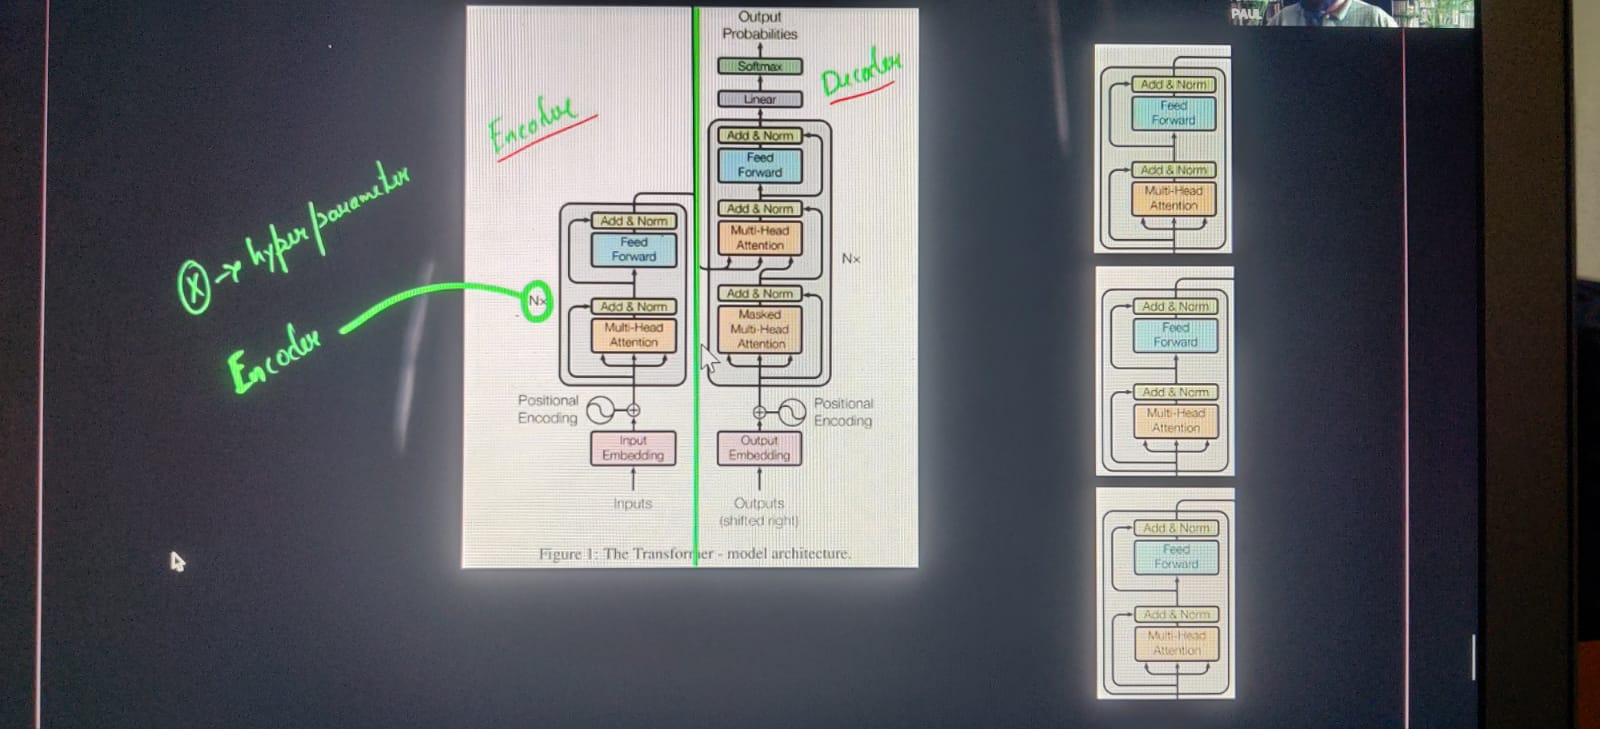 PAUL
Output
Probabilities
Softmax
Linear
Decoder
Encoder
Add & Norm
Feed
Forward
Add & Norm
Multi-Head
Attention
Nx
Add & Norm
Masked
Multi-Head
Attention
Positional
Encoding
Output
Embedding
Outputs
(shifted right)
Add & Norm
Feed
Forward
Nx
Add & Norm
Multi-Head
Attention
Positional
Encoding
Input
Embedding
Inputs
Figure 1: The Transformer - model architecture.
X → hyperparameter
Encoder
Add & Norm
Feed
Forward
Add & Norm
Multi-Head
Attention
Add & Norm
Feed
Forward
Add & Norm
Multi-Head
Attention
Add & Norm
Feed
Forward
Add & Norm
Multi-Head
Attention